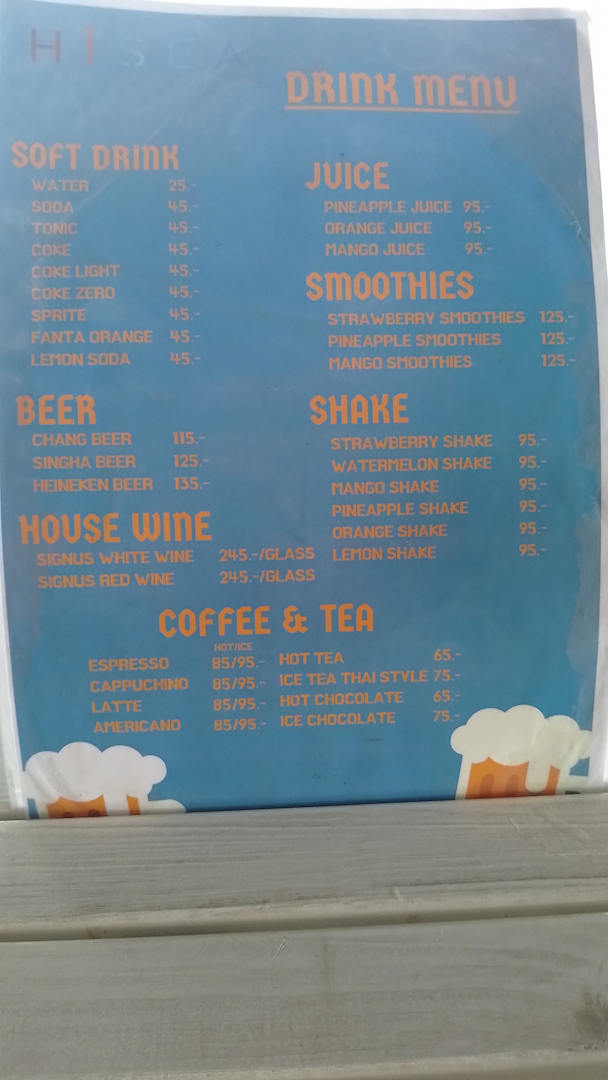 HISEA
DRINK MENU
SOFT DRINK
WATER 25.-
SODA 45.-
TONIC 45.-
COKE 45.-
COKE LIGHT 45.-
COKE ZERO 45.-
SPRITE 45.-
FANTA ORANGE 45.-
LEMON SODA 45.-
BEER
CHANG BEER 115.-
SINGHA BEER 125.-
HEINEKEN BEER 135.-
HOUSE WINE
SIGNUS WHITE WINE 245.-/GLASS
SIGNUS RED WINE 245.-/GLASS
JUICE
PINEAPPLE JUICE 95.-
ORANGE JUICE 95.-
MANGO JUICE 95.-
SMOOTHIES
STRAWBERRY SMOOTHIES 125.-
PINEAPPLE SMOOTHIES 125.-
MANGO SMOOTHIES 125.-
SHAKE
STRAWBERRY SHAKE 95.-
WATERMELON SHAKE 95.-
MANGO SHAKE 95.-
PINEAPPLE SHAKE 95.-
ORANGE SHAKE 95.-
LEMON SHAKE 95.-
COFFEE & TEA
HOT/ICE
ESPRESSO 85/95.-
CAPPUCHINO 85/95.-
LATTE 85/95.-
AMERICANO 85/95.-
HOT TEA 65.-
ICE TEA THAI STYLE 75.-
HOT CHOCOLATE 65.-
ICE CHOCOLATE 75.-